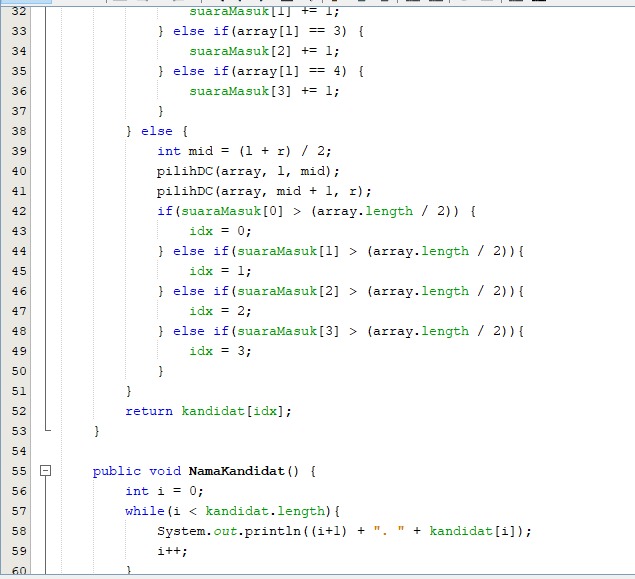 32 suaraMasuk[1] += 1;
33 } else if(array[l] == 3) {
34 suaraMasuk[2] += 1;
35 } else if(array[l] == 4) {
36 suaraMasuk[3] += 1;
37 }
38 } else {
39 int mid = (l + r) / 2;
40 pilihDC(array, l, mid);
41 pilihDC(array, mid + 1, r);
42 if(suaraMasuk[0] > (array.length / 2)) {
43 idx = 0;
44 } else if(suaraMasuk[1] > (array.length / 2)){
45 idx = 1;
46 } else if(suaraMasuk[2] > (array.length / 2)){
47 idx = 2;
48 } else if(suaraMasuk[3] > (array.length / 2)){
49 idx = 3;
50 }
51 }
52 return kandidat[idx];
53 }
54
55 public void NamaKandidat() {
56 int i = 0;
57 while(i < kandidat.length){
58 System.out.println((i+1) + ". " + kandidat[i]);
59 i++;
60 }